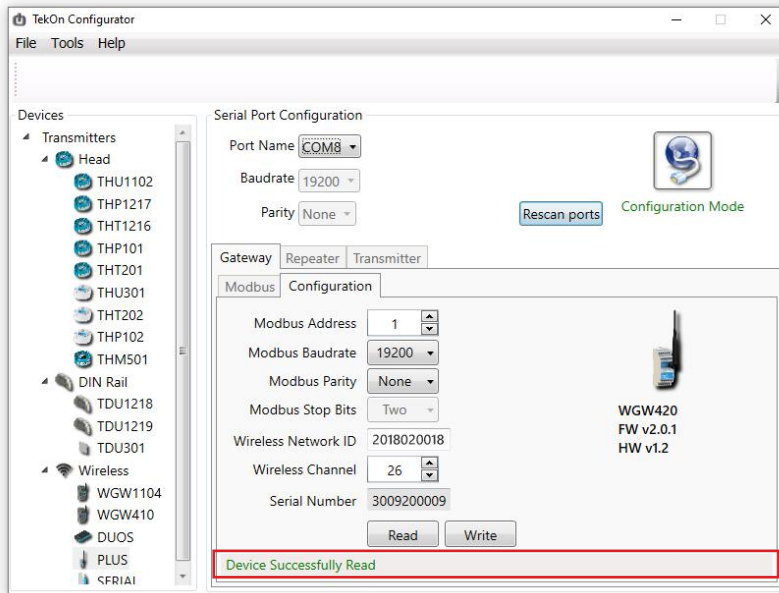 TekOn Configurator
File Tools Help
Devices
Transmitters
Head
THU1102
THP1217
THT1216
THP101
THT201
THU301
THT202
THP102
THM501
DIN Rail
TDU1218
TDU1219
TDU301
Wireless
WGW1104
WGW410
DUOS
PLUS
SERIAL
Serial Port Configuration
Port Name COM8
Baudrate 19200
Parity None
Rescan ports
Configuration Mode
Gateway Repeater Transmitter
Modbus Configuration
Modbus Address 1
Modbus Baudrate 19200
Modbus Parity None
Modbus Stop Bits Two
Wireless Network ID 2018020018
Wireless Channel 26
Serial Number 3009200009
Read Write
WGW420
FW v2.0.1
HW v1.2
Device Successfully Read